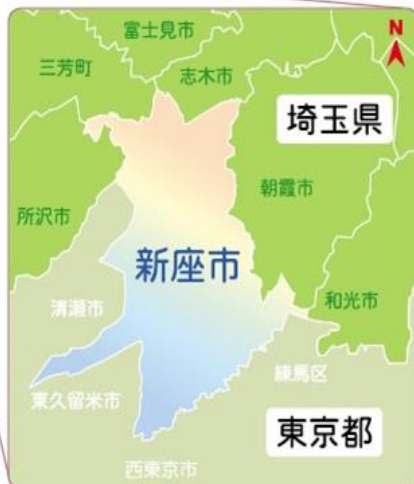 N
富士見市
三芳町
志木市
埼玉県
朝霞市
所沢市
新座市
清瀬市
和光市
練馬区
東久留米市
東京都
西東京市